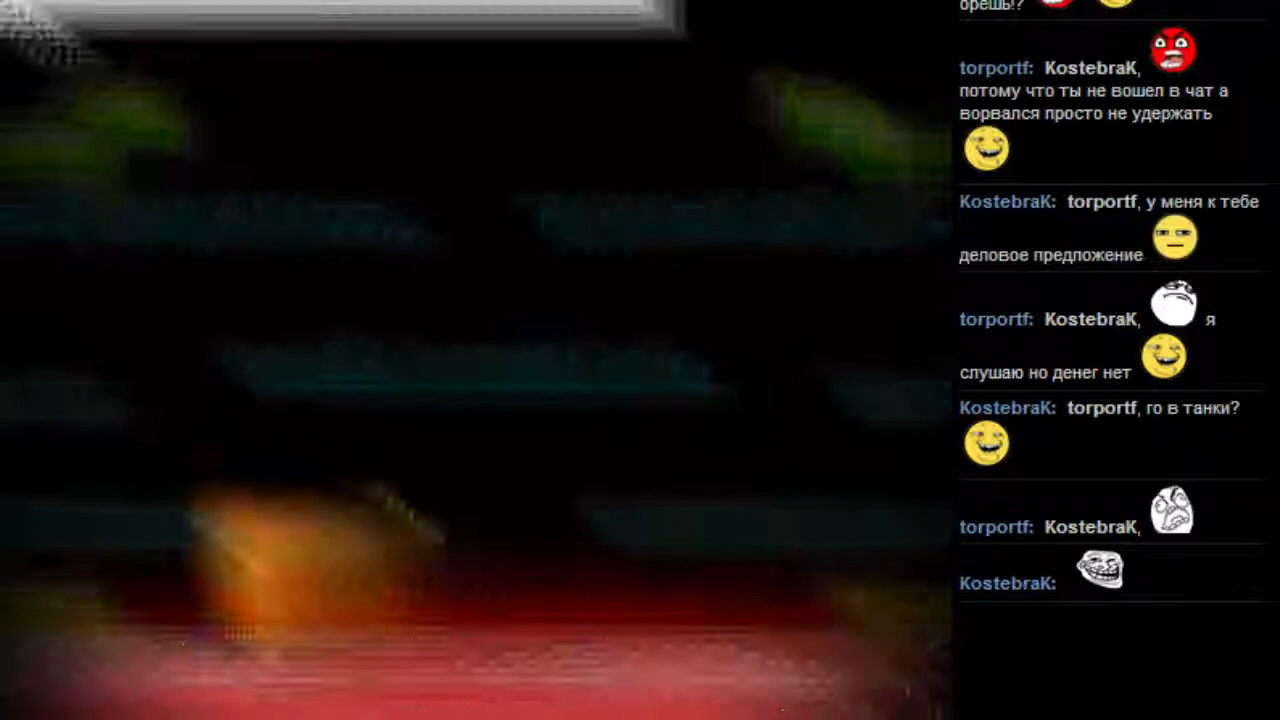 орешь!?
torportf: KostebraK,
потому что ты не вошел в чат а
ворвался просто не удержать
KostebraK: torportf, у меня к тебе
деловое предложение
torportf: KostebraK, я
слушаю но денег нет
KostebraK: torportf, го в танки?
torportf: KostebraK,
KostebraK: